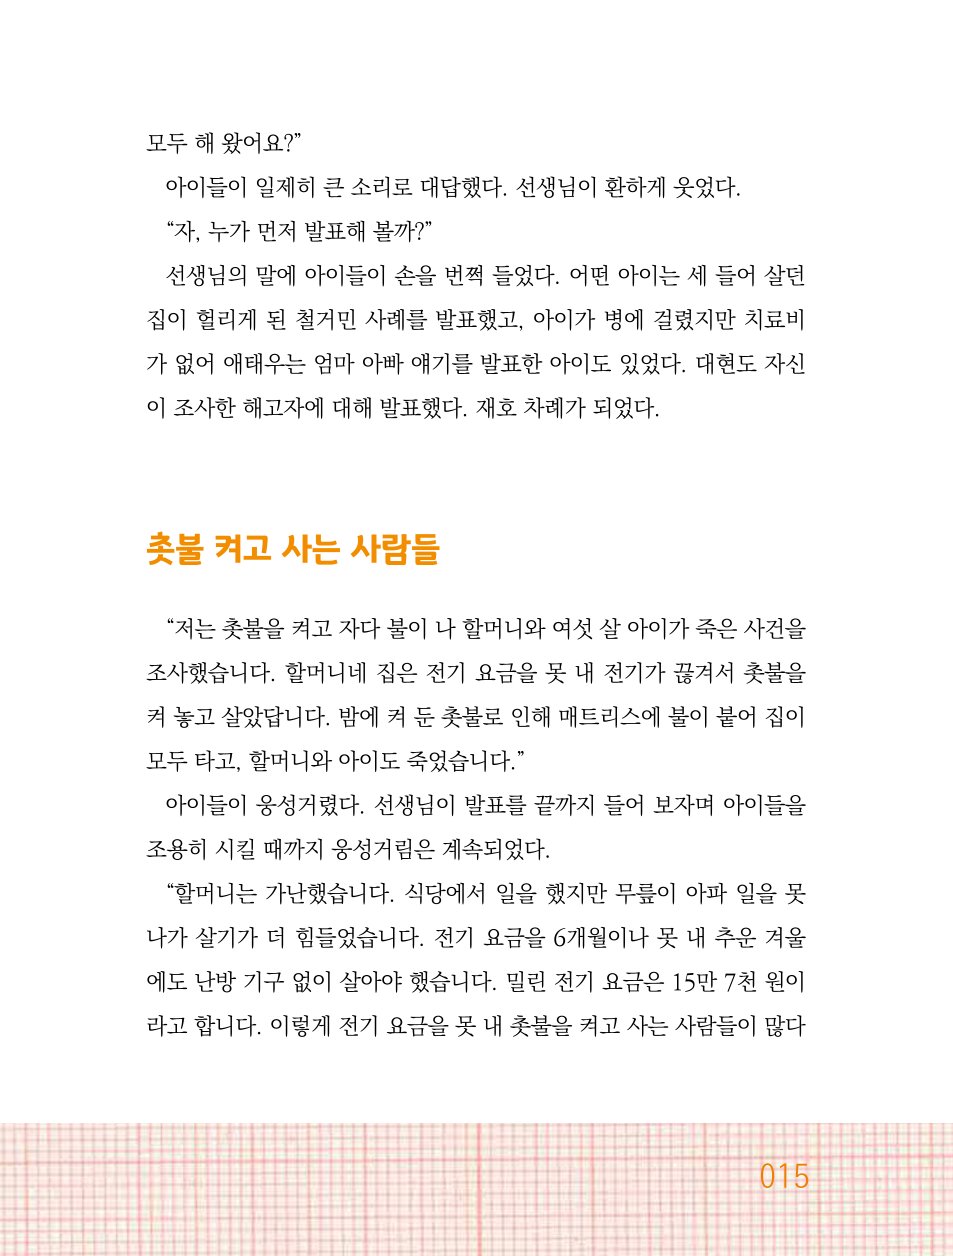 모두 해 왔어요?”
아이들이 일제히 큰 소리로 대답했다. 선생님이 환하게 웃었다.
“자, 누가 먼저 발표해 볼까?”
선생님의 말에 아이들이 손을 번쩍 들었다. 어떤 아이는 세 들어 살던
집이 헐리게 된 철거민 사례를 발표했고, 아이가 병에 걸렸지만 치료비
가 없어 애태우는 엄마 아빠 얘기를 발표한 아이도 있었다. 대현도 자신
이 조사한 해고자에 대해 발표했다. 재호 차례가 되었다.
촛불 켜고 사는 사람들
“저는 촛불을 켜고 자다 불이 나 할머니와 여섯 살 아이가 죽은 사건을
조사했습니다. 할머니네 집은 전기 요금을 못 내 전기가 끊겨서 촛불을
켜 놓고 살았답니다. 밤에 켜 둔 촛불로 인해 매트리스에 불이 붙어 집이
모두 타고, 할머니와 아이도 죽었습니다.”
아이들이 웅성거렸다. 선생님이 발표를 끝까지 들어 보자며 아이들을
조용히 시킬 때까지 웅성거림은 계속되었다.
“할머니는 가난했습니다. 식당에서 일을 했지만 무릎이 아파 일을 못
나가 살기가 더 힘들었습니다. 전기 요금을 6개월이나 못 내 추운 겨울
에도 난방 기구 없이 살아야 했습니다. 밀린 전기 요금은 15만 7천 원이
라고 합니다. 이렇게 전기 요금을 못 내 촛불을 켜고 사는 사람들이 많다
015